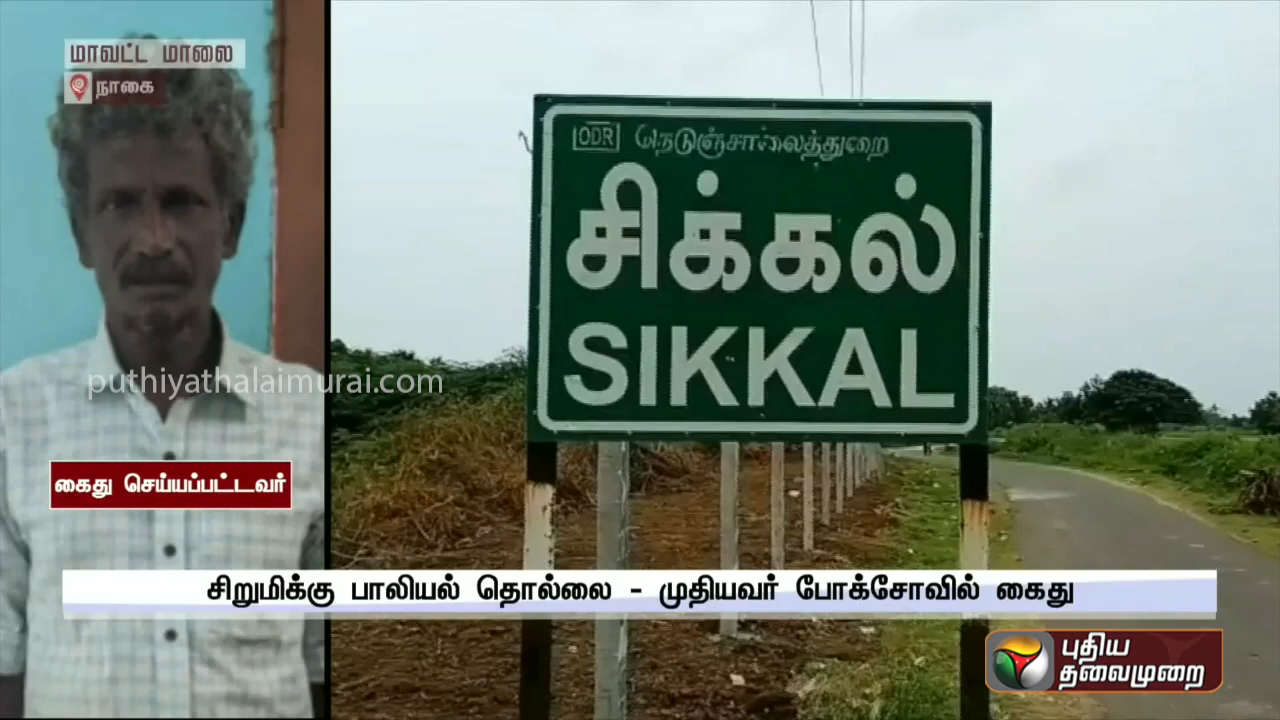 மாவட்ட மாலை
நாகை
ODR நெடுஞ்சாலைத்துறை
சிக்கல்
SIKKAL
puthiyathalaimurai.com
கைது செய்யப்பட்டவர்
சிறுமிக்கு பாலியல் தொல்லை - முதியவர் போக்சோவில் கைது
புதிய
தலைமுறை